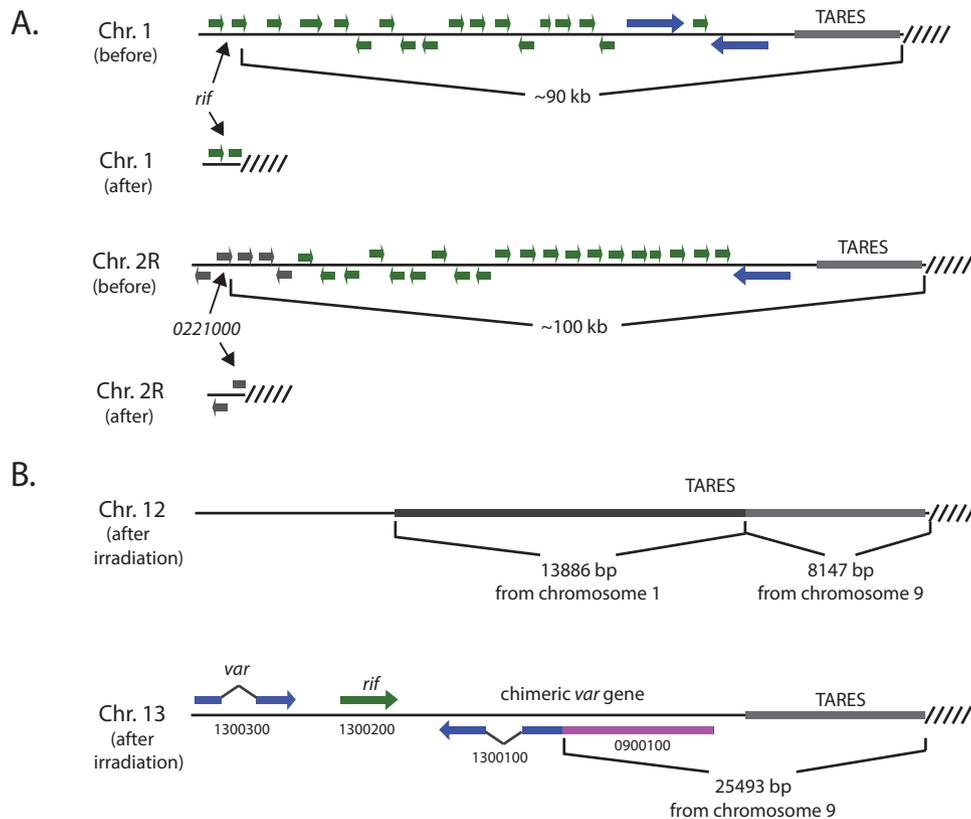 A.
Chr. 1
(before)
TARES
~90 kb
rif
Chr. 1
(after)
Chr. 2R
(before)
TARES
~100 kb
0221000
Chr. 2R
(after)
B.
TARES
Chr. 12
(after
irradiation)
13886 bp
from chromosome 1
8147 bp
from chromosome 9
var
rif
chimeric var gene
TARES
Chr. 13
(after
irradiation)
1300300
1300200
1300100
0900100
25493 bp
from chromosome 9